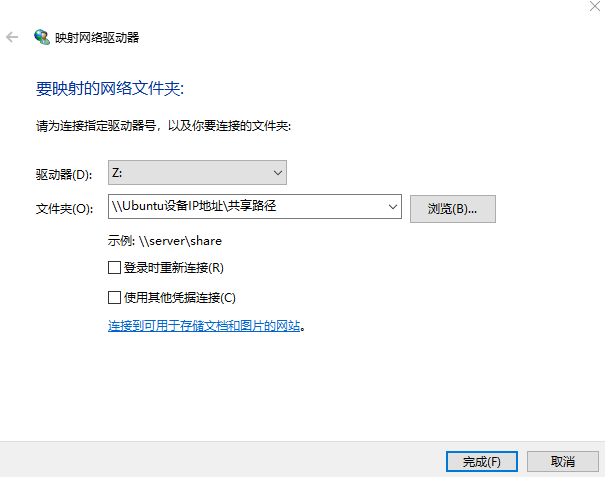 映射网络驱动器
要映射的网络文件夹:
请为连接指定驱动器号，以及你要连接的文件夹:
驱动器(D): Z:
文件夹(O): \\Ubuntu设备IP地址\共享路径 浏览(B)...
示例: \\server\share
登录时重新连接(R)
使用其他凭据连接(C)
连接到可用于存储文档和图片的网站。
完成(F) 取消